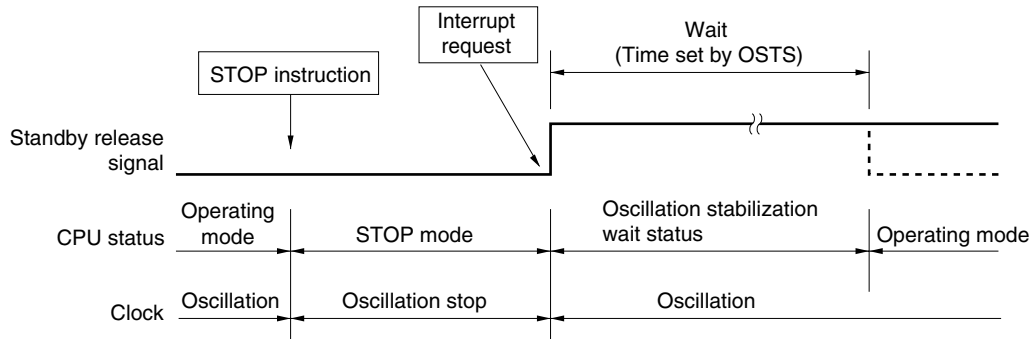 Interrupt
request
Wait
(Time set by OSTS)
STOP instruction
Standby release
signal
Operating
mode
Oscillation stabilization
wait status
CPU status
STOP mode
Operating mode
Clock
Oscillation
Oscillation stop
Oscillation